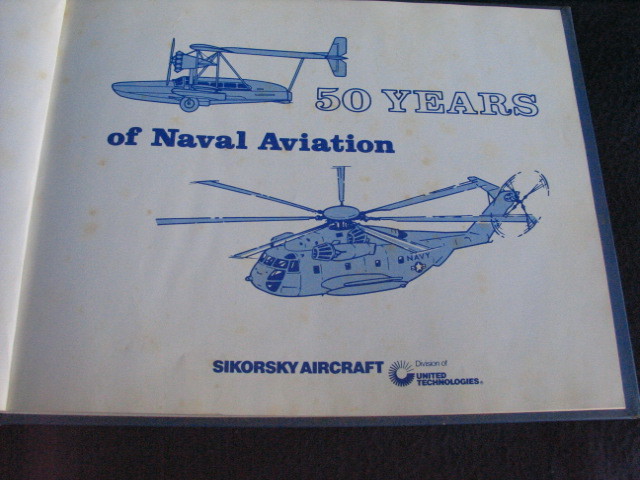 50 YEARS
of Naval Aviation
NAVY
SIKORSKY AIRCRAFT
Division of
UNITED
TECHNOLOGIES®